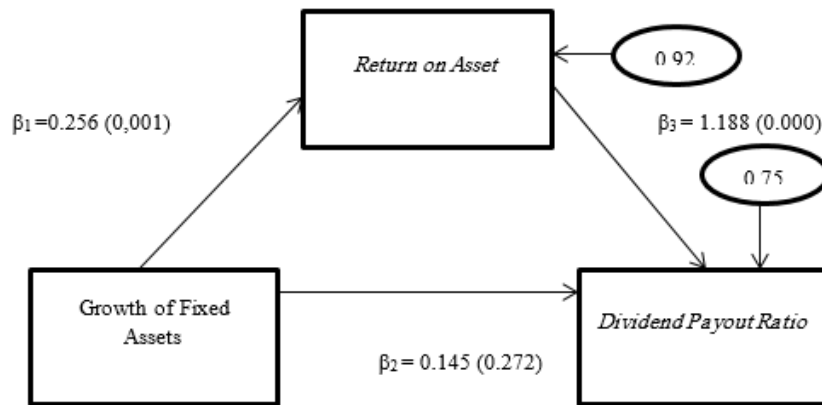 Return on Asset
0.92
β1 =0.256 (0,001)
β3 = 1.188 (0.000)
0.75
Growth of Fixed
Assets
Dividend Payout Ratio
β2 = 0.145 (0.272)